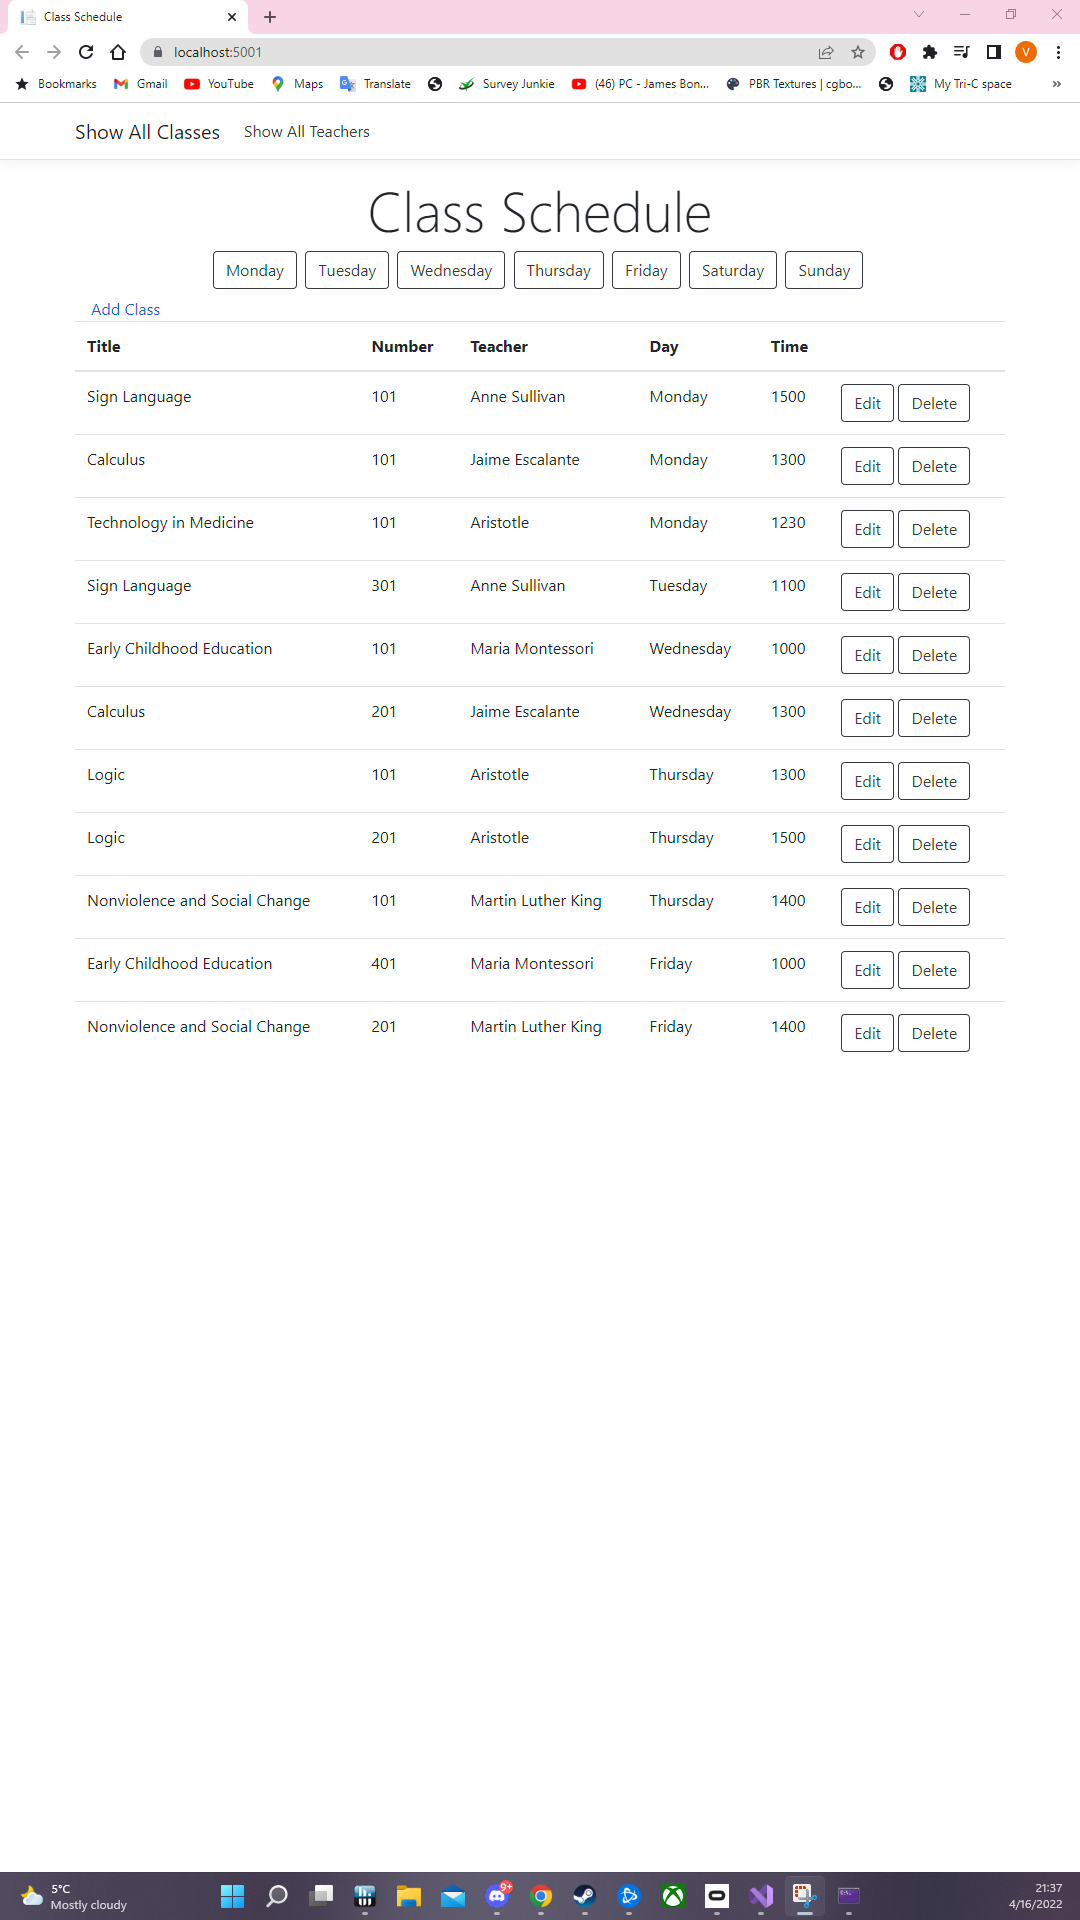 Class Schedule
localhost:5001
V
Bookmarks Gmail YouTube Maps Translate Survey Junkie (46) PC - James Bon... PBR Textures | cgbo... My Tri-C space »
Show All Classes Show All Teachers
Class Schedule
Monday Tuesday Wednesday Thursday Friday Saturday Sunday
Add Class
Title Number Teacher Day Time
Sign Language 101 Anne Sullivan Monday 1500 Edit Delete
Calculus 101 Jaime Escalante Monday 1300 Edit Delete
Technology in Medicine 101 Aristotle Monday 1230 Edit Delete
Sign Language 301 Anne Sullivan Tuesday 1100 Edit Delete
Early Childhood Education 101 Maria Montessori Wednesday 1000 Edit Delete
Calculus 201 Jaime Escalante Wednesday 1300 Edit Delete
Logic 101 Aristotle Thursday 1300 Edit Delete
Logic 201 Aristotle Thursday 1500 Edit Delete
Nonviolence and Social Change 101 Martin Luther King Thursday 1400 Edit Delete
Early Childhood Education 401 Maria Montessori Friday 1000 Edit Delete
Nonviolence and Social Change 201 Martin Luther King Friday 1400 Edit Delete
5°C
Mostly cloudy
9+
21:37
4/16/2022